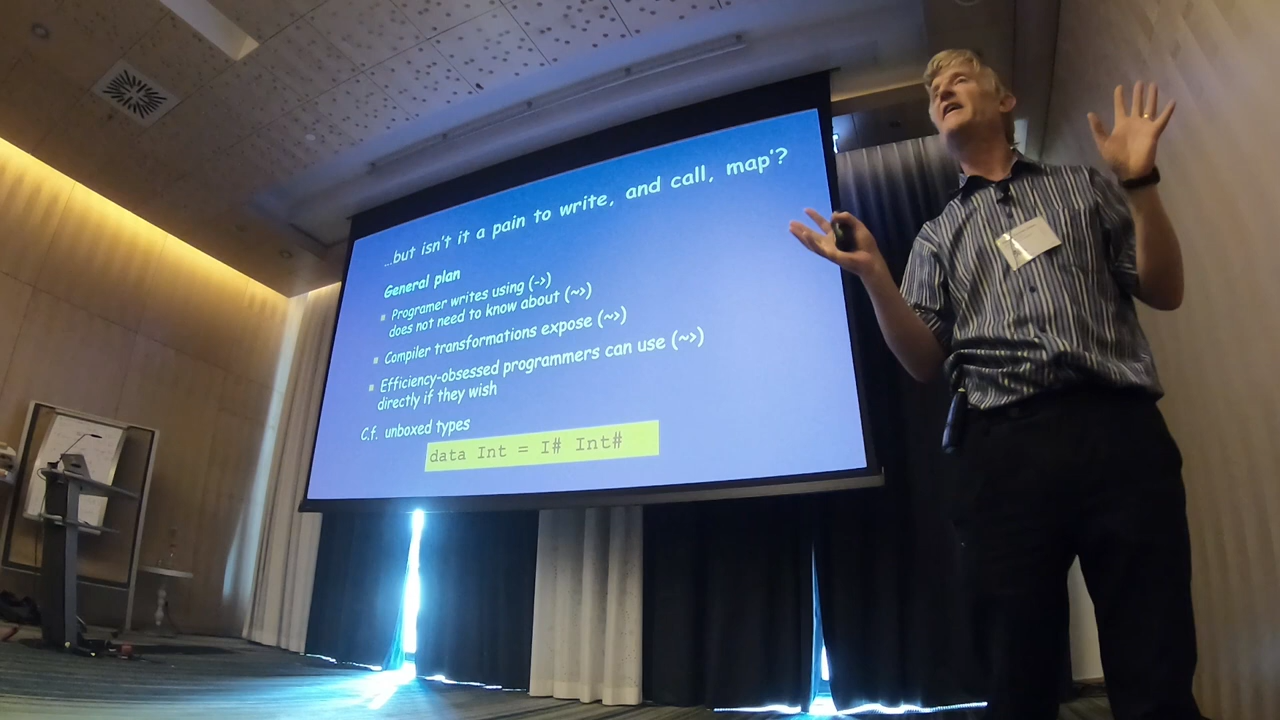 …but isn't it a pain to write, and call, map'?
General plan
Programer writes using (->)
does not need to know about (~>)
Compiler transformations expose (~>)
Efficiency-obsessed programmers can use (~>)
directly if they wish
C.f. unboxed types
data Int = I# Int#